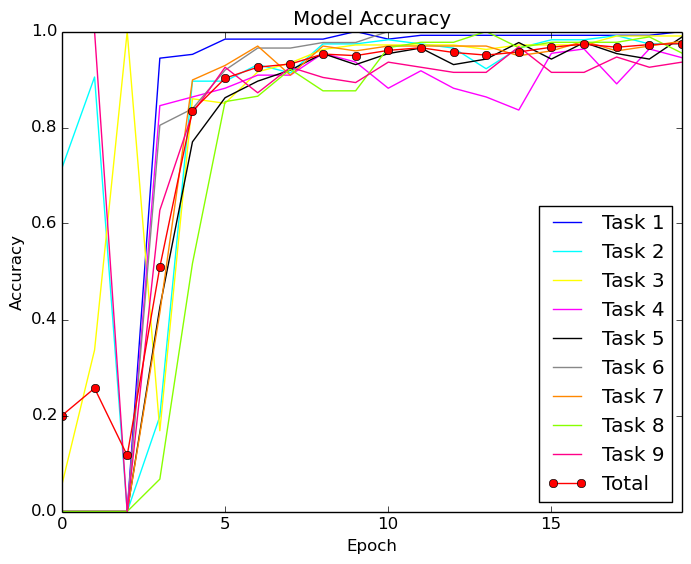 Model Accuracy
1.0
0.8
0.6
0.4
0.2
0.0
Accuracy
0 5 10 15
Epoch
Task 1
Task 2
Task 3
Task 4
Task 5
Task 6
Task 7
Task 8
Task 9
Total